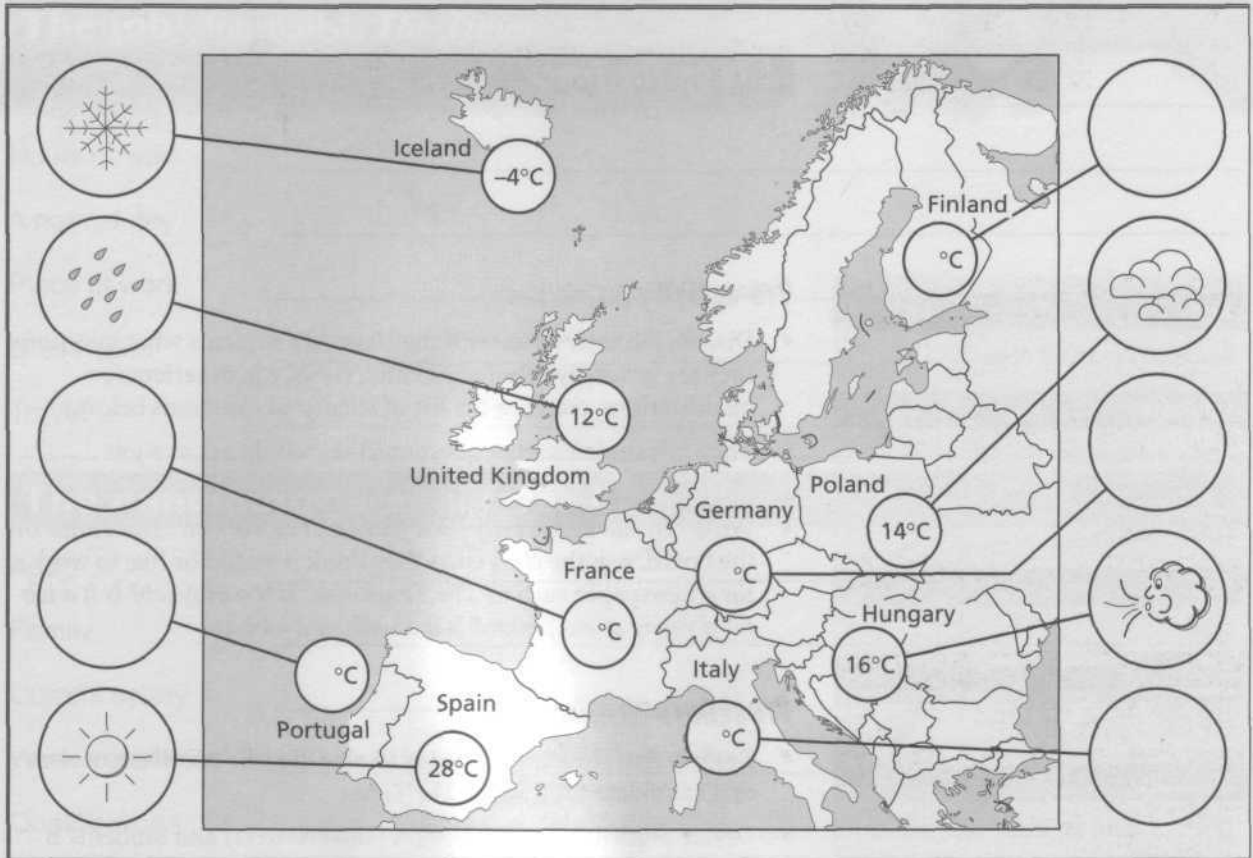 Iceland
–4°C
Finland
°C
12°C
United Kingdom
Poland
Germany
14°C
France
°C
Hungary
°C
16°C
Italy
°C
Spain
Portugal
°C
28°C